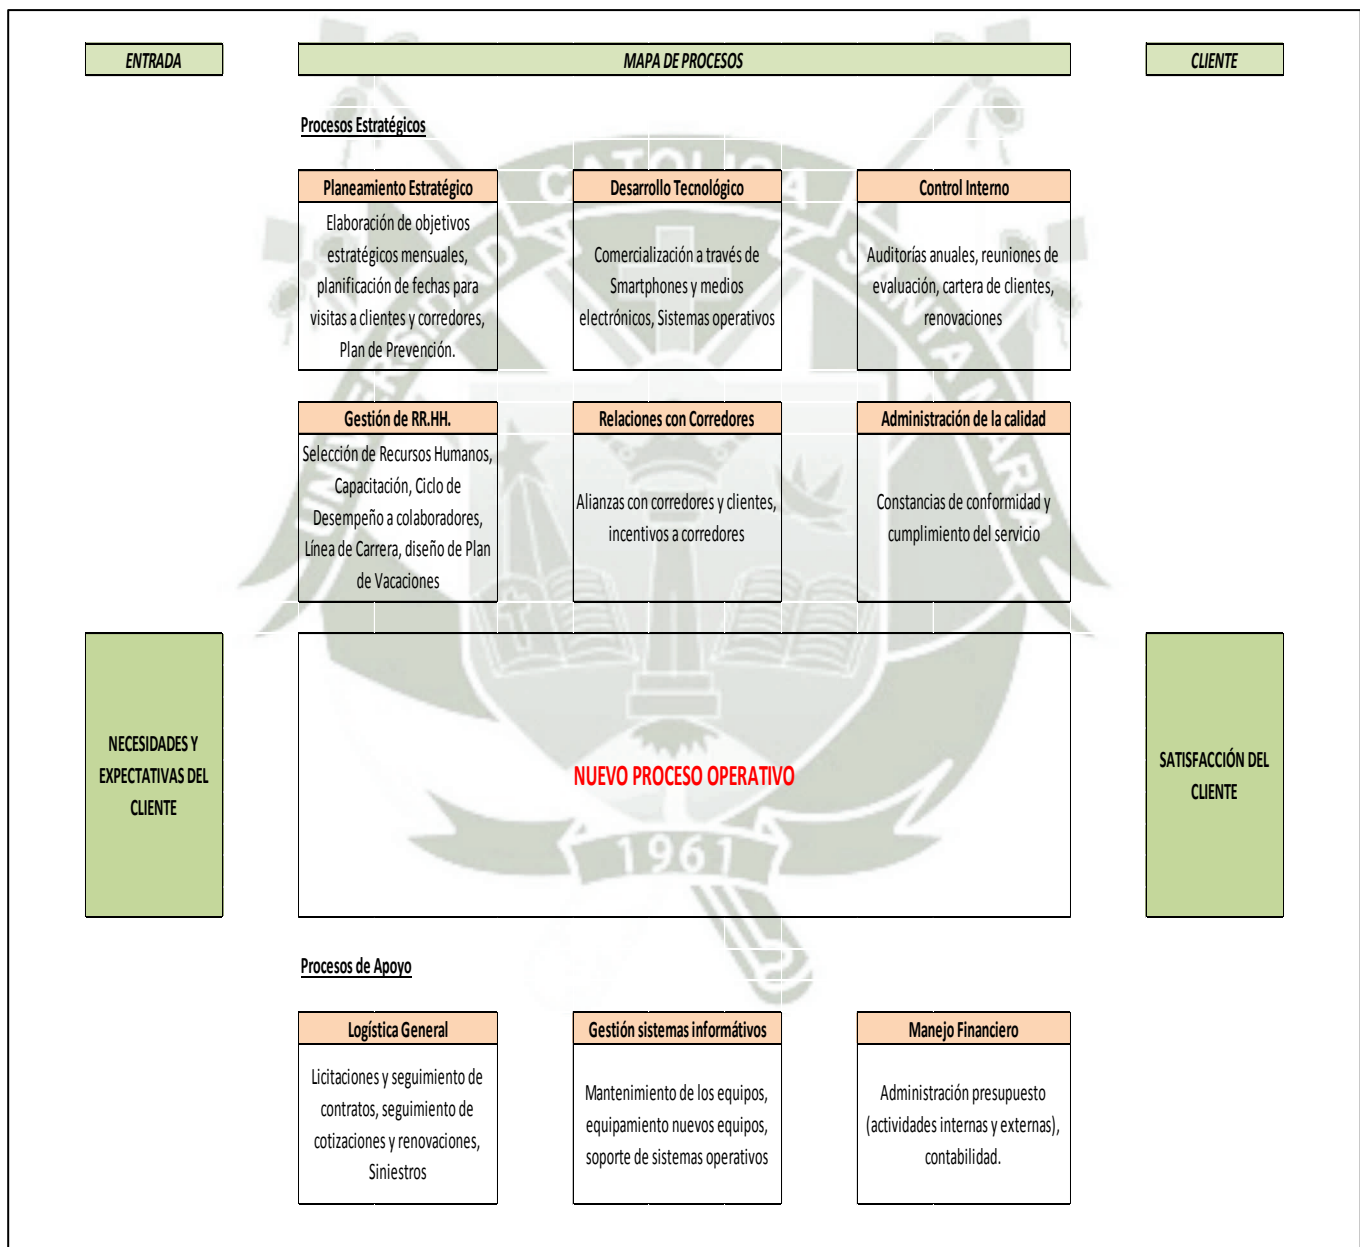 ENTRADA
MAPA DE PROCESOS
CLIENTE
Procesos Estratégicos
Planeamiento Estratégico
Elaboración de objetivos
estratégicos mensuales,
planificación de fechas para
visitas a clientes y corredores,
Plan de Prevención.
Desarrollo Tecnológico
Comercialización a través de
Smartphones y medios
electrónicos, Sistemas operativos
Control Interno
Auditorías anuales, reuniones de
evaluación, cartera de clientes,
renovaciones
Gestión de RR.HH.
Selección de Recursos Humanos,
Capacitación, Ciclo de
Desempeño a colaboradores,
Línea de Carrera, diseño de Plan
de Vacaciones
Relaciones con Corredores
Alianzas con corredores y clientes,
incentivos a corredores
Administración de la calidad
Constancias de conformidad y
cumplimiento del servicio
NECESIDADES Y
EXPECTATIVAS DEL
CLIENTE
NUEVO PROCESO OPERATIVO
SATISFACCIÓN DEL
CLIENTE
Procesos de Apoyo
Logística General
Licitaciones y seguimiento de
contratos, seguimiento de
cotizaciones y renovaciones,
Siniestros
Gestión sistemas informátivos
Mantenimiento de los equipos,
equipamiento nuevos equipos,
soporte de sistemas operativos
Manejo Financiero
Administración presupuesto
(actividades internas y externas),
contabilidad.
UNIVERSIDAD CATOLICA SANTA MARIA
1961